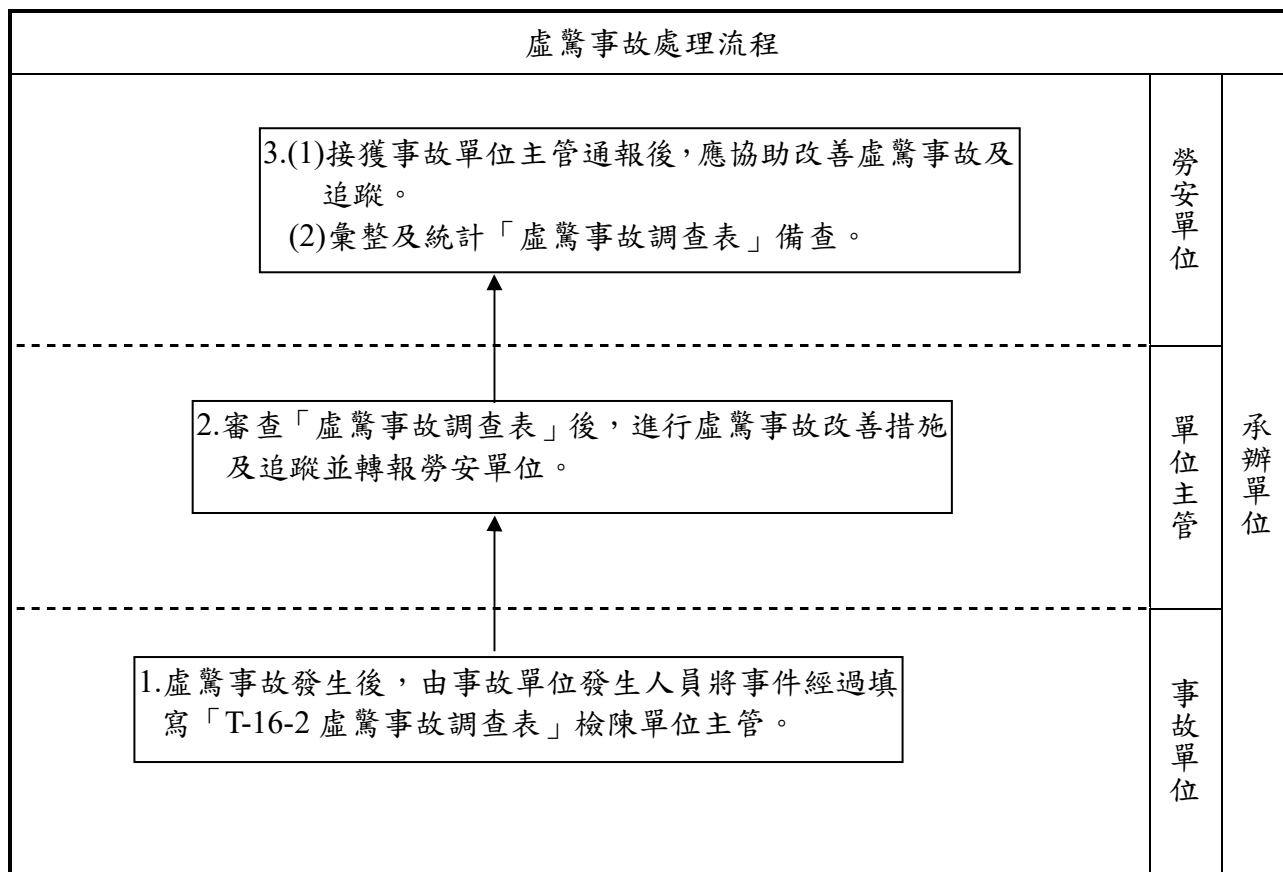 虛驚事故處理流程
3.(1)接獲事故單位主管通報後，應協助改善虛驚事故及
追蹤。
(2)彙整及統計「虛驚事故調查表」備查。
勞安單位
2.審查「虛驚事故調查表」後，進行虛驚事故改善措施
及追蹤並轉報勞安單位。
單位主管
承辦單位
1.虛驚事故發生後，由事故單位發生人員將事件經過填
寫「T-16-2 虛驚事故調查表」檢陳單位主管。
事故單位